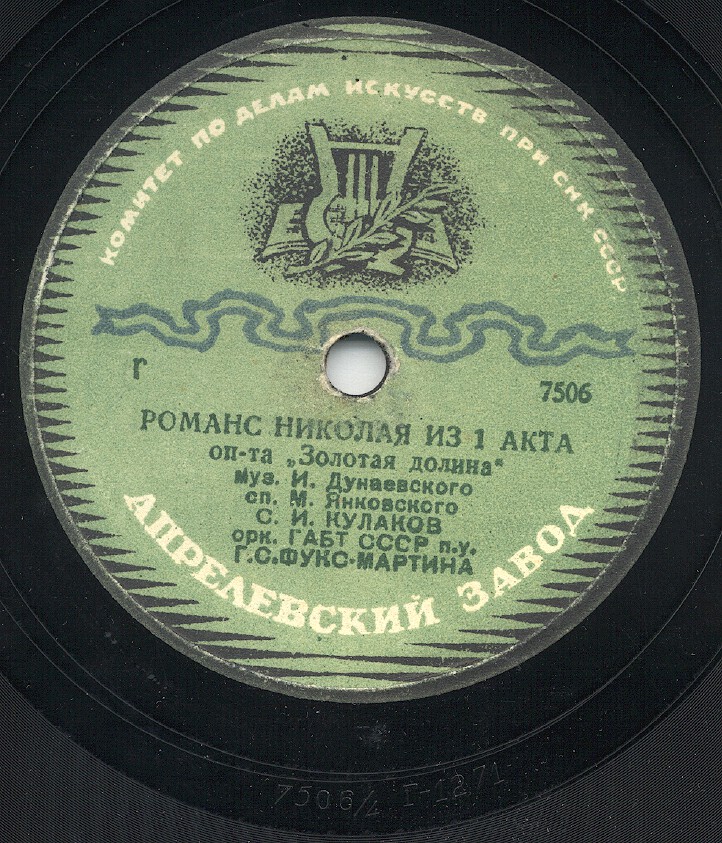 КОМИТЕТ ПО ДЕЛАМ ИСКУССТВ ПРИ СНК СССР
г
7506
РОМАНС НИКОЛАЯ ИЗ 1 АКТА
оп-та „Золотая долина"
муз. И. Дунаевского
сл. М. Янковского
С. И. КУЛАКОВ
орк. ГАБТ СССР п.у.
Г.С.ФУКС-МАРТИНА
АПРЕЛЕВСКИЙ ЗАВОД
7506/4 Г-1271